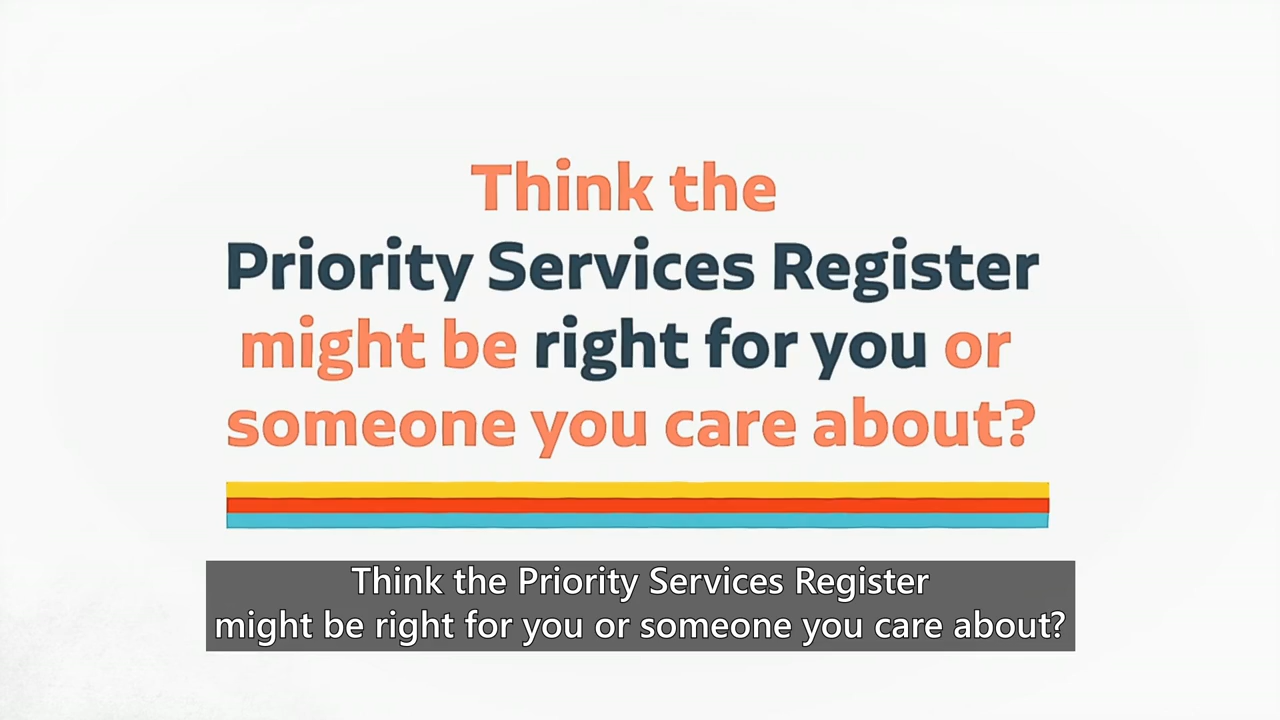 Think the
Priority Services Register
might be right for you or
someone you care about?
Think the Priority Services Register
might be right for you or someone you care about?